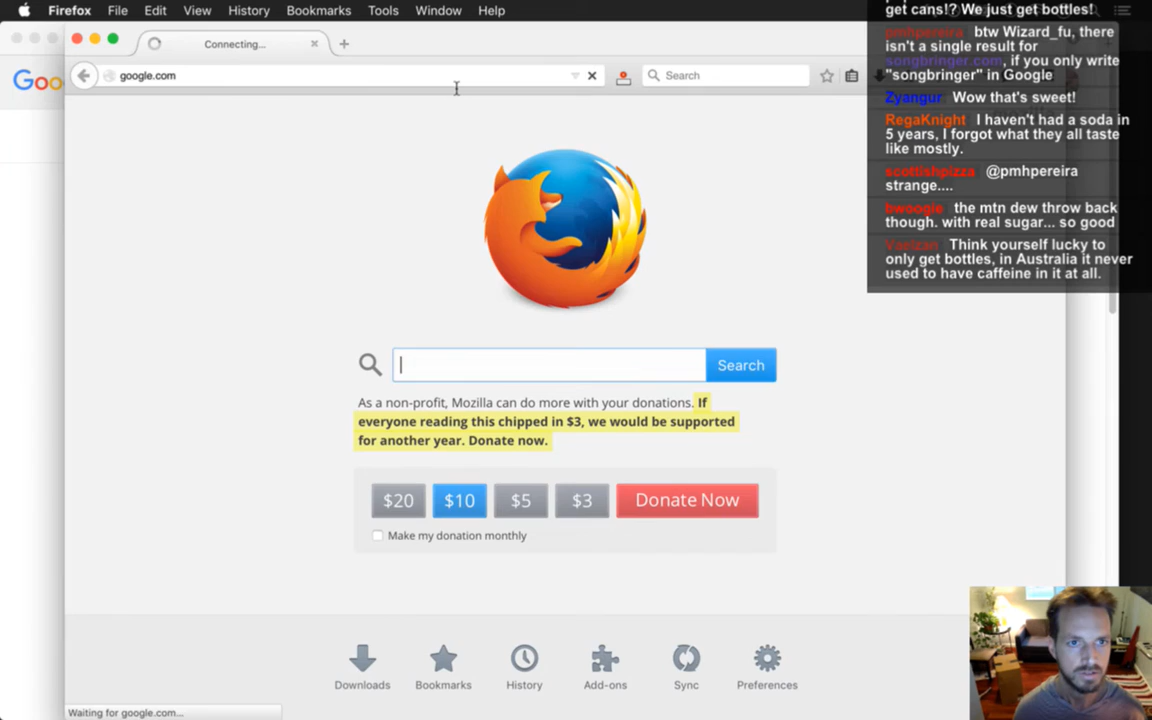 Firefox File Edit View History Bookmarks Tools Window Help
Connecting...
google.com
Search
Goo
get cans!? We just get bottles!
pmhpereira btw Wizard_fu, there
isn't a single result for
songbringer.com, if you only write
"songbringer" in Google
Zyangur Wow that's sweet!
RegaKnight I haven't had a soda in
5 years, I forgot what they all taste
like mostly.
scottishpizza @pmhpereira
strange....
bwoogie the mtn dew throw back
though. with real sugar... so good
Think yourself lucky to
only get bottles, in Australia it never
used to have caffeine in it at all.
Search
As a non-profit, Mozilla can do more with your donations. If
everyone reading this chipped in $3, we would be supported
for another year. Donate now.
$20 $10 $5 $3 Donate Now
Make my donation monthly
Downloads Bookmarks History Add-ons Sync Preferences
Waiting for google.com...